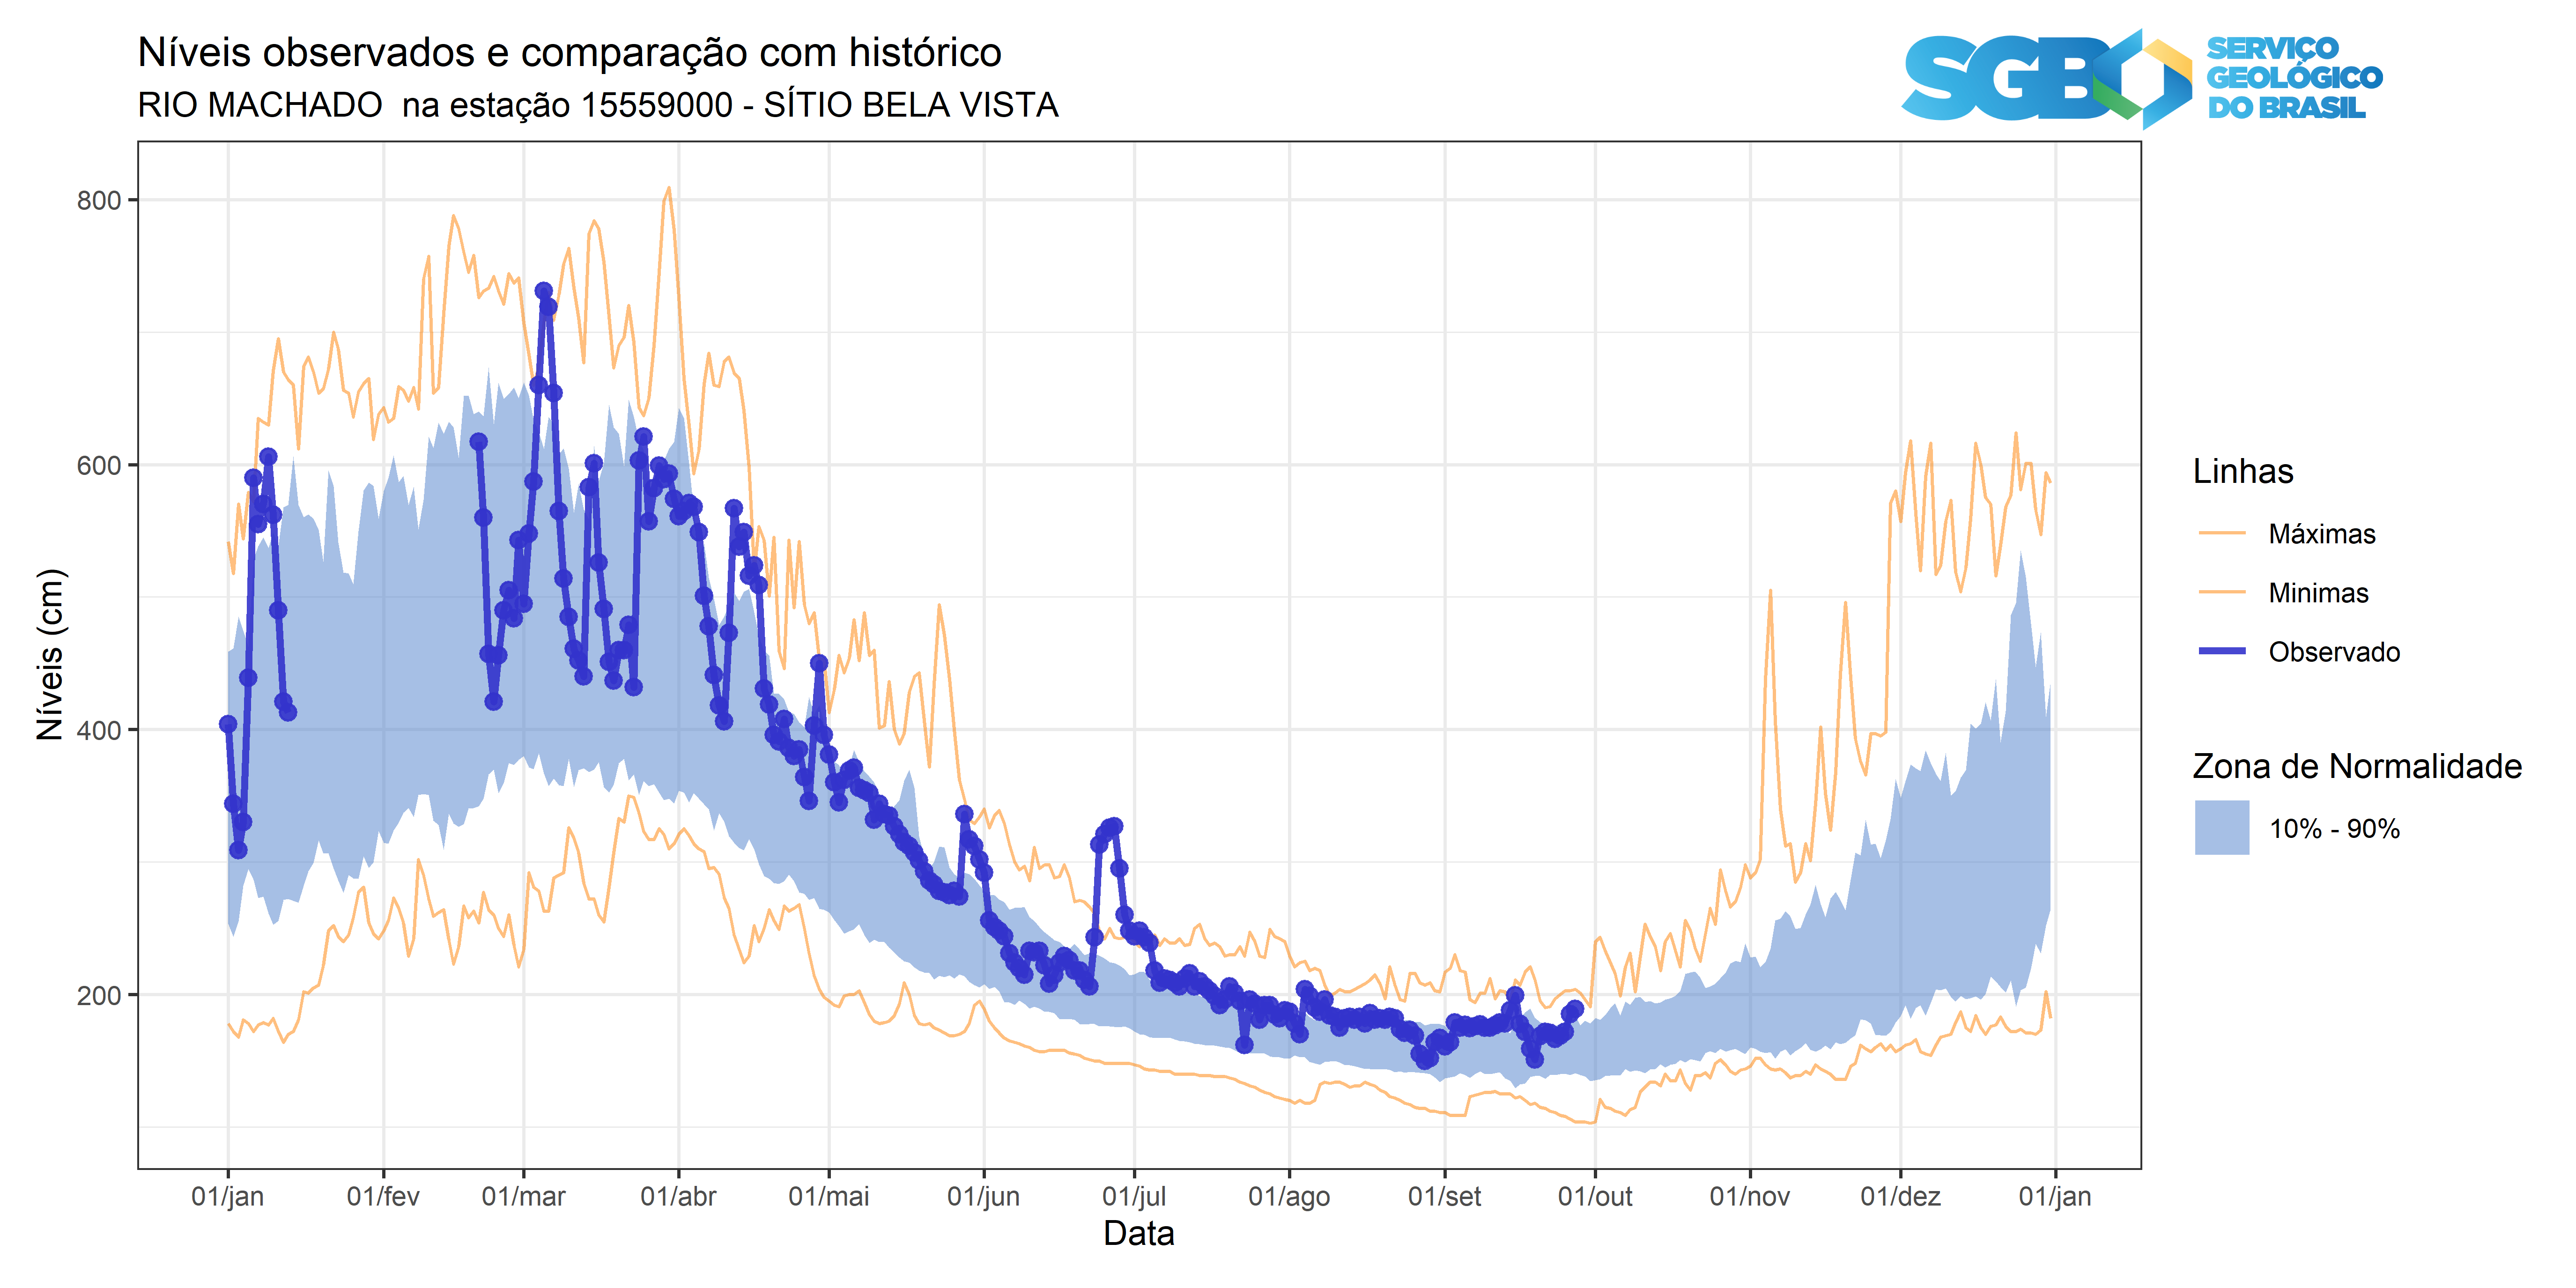 Níveis observados e comparação com histórico
RIO MACHADO  na estação 15559000 - SÍTIO BELA VISTA
SGB
SERVIÇO
GEOLÓGICO
DO BRASIL
Níveis (cm)
800
600
400
200
01/jan
01/fev
01/mar
01/abr
01/mai
01/jun
01/jul
01/ago
01/set
01/out
01/nov
01/dez
01/jan
Data
Linhas
Máximas
Minimas
Observado
Zona de Normalidade
10% - 90%